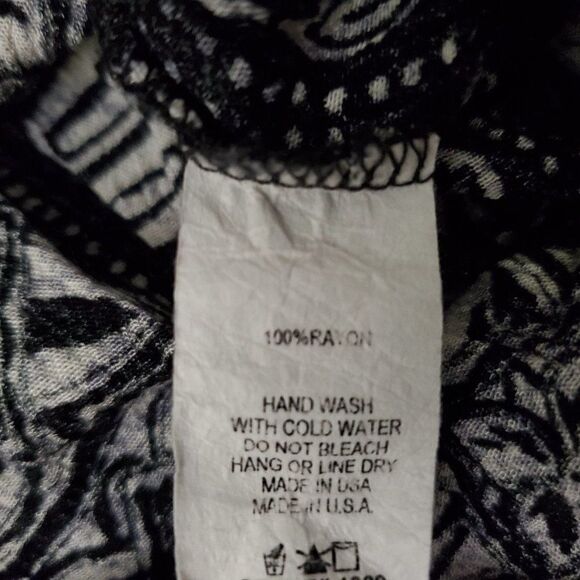 100%RAYON
HAND WASH
WITH COLD WATER
DO NOT BLEACH
HANG OR LINE DRY
MADE IN USA
MADE IN U.S.A.